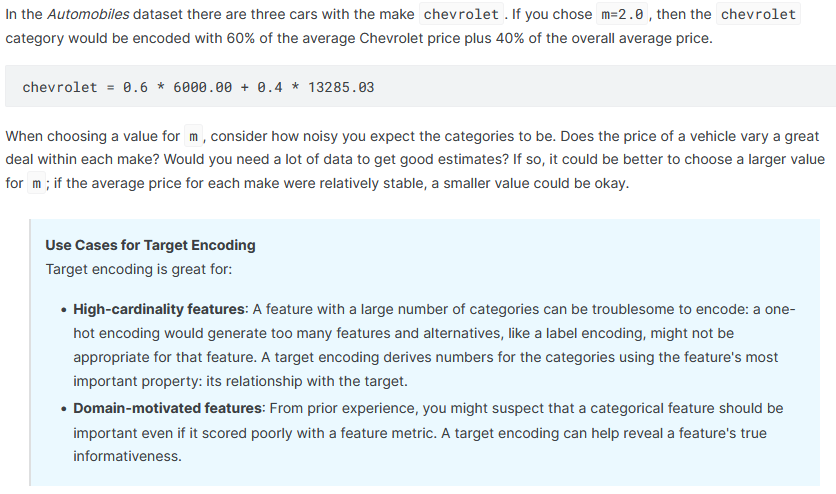 In the Automobiles dataset there are three cars with the make chevrolet . If you chose m=2.0 , then the chevrolet
category would be encoded with 60% of the average Chevrolet price plus 40% of the overall average price.
chevrolet = 0.6 * 6000.00 + 0.4 * 13285.03
When choosing a value for m , consider how noisy you expect the categories to be. Does the price of a vehicle vary a great
deal within each make? Would you need a lot of data to get good estimates? If so, it could be better to choose a larger value
for m ; if the average price for each make were relatively stable, a smaller value could be okay.
Use Cases for Target Encoding
Target encoding is great for:
• High-cardinality features: A feature with a large number of categories can be troublesome to encode: a one-
hot encoding would generate too many features and alternatives, like a label encoding, might not be
appropriate for that feature. A target encoding derives numbers for the categories using the feature's most
important property: its relationship with the target.
• Domain-motivated features: From prior experience, you might suspect that a categorical feature should be
important even if it scored poorly with a feature metric. A target encoding can help reveal a feature's true
informativeness.